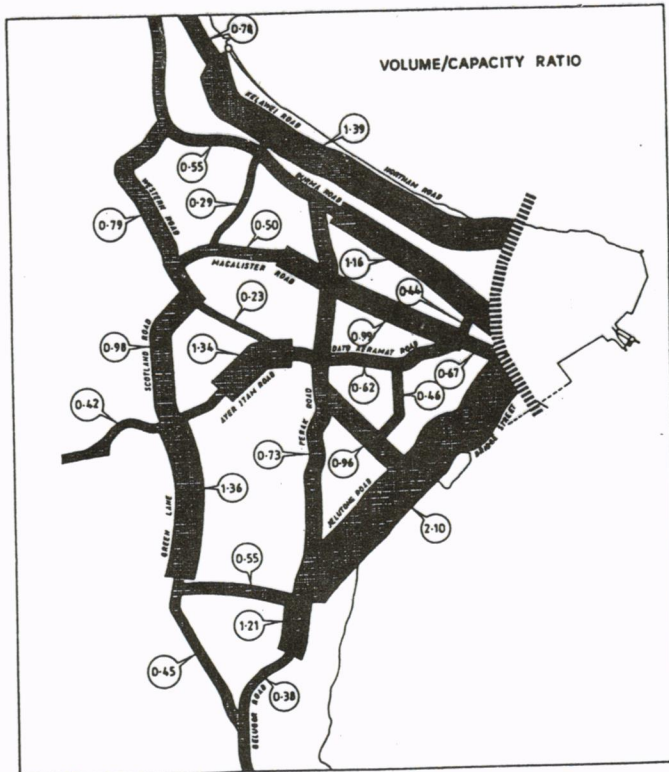 0·78
VOLUME/CAPACITY RATIO
KELAWEI ROAD
1·39
0·55
BURMA ROAD
NORTHAM ROAD
WESTERN ROAD
0·29
0·79
0·50
1·16
MACALISTER ROAD
0·44
0·23
0·99
SCOTLAND ROAD
0·98
1·34
DATO KERAMAT ROAD
0·67
0·62
0·46
AYER ITAM ROAD
0·42
PERAK ROAD
BRIDGE STREET
0·73
0·96
JELUTONG ROAD
1·36
2·10
GREEN LANE
0·55
1·21
0·45
0·38
GELUGOR ROAD